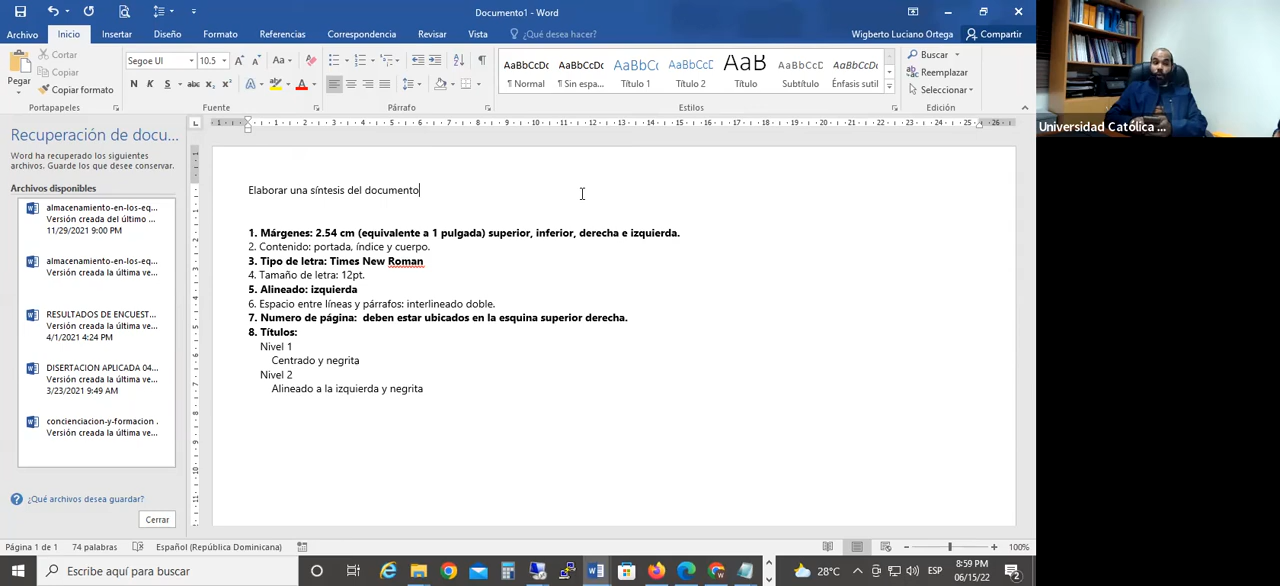 Documento1 - Word
Archivo Inicio Insertar Diseño Formato Referencias Correspondencia Revisar Vista ¿Qué desea hacer? Wigberto Luciano Ortega Compartir
Pegar
Cortar
Copiar
Copiar formato
Portapapeles
Segoe UI 10.5
Aa
N K S abc x₂ x²
Fuente
Párrafo
AaBbCcDc AaBbCcDc AaBbCc AaBbCcC AaB AaBbCcD AaBbCcDc
¶ Normal ¶ Sin espa... Título 1 Título 2 Título Subtítulo Énfasis sutil
Estilos
Buscar
Reemplazar
Seleccionar
Edición
Universidad Católica ...
Recuperación de docu...
Word ha recuperado los siguientes
archivos. Guarde los que desee conservar.
Archivos disponibles
almacenamiento-en-los-eq...
Versión creada del último ...
11/29/2021 9:00 PM
almacenamiento-en-los-eq...
Versión creada la última ve...
RESULTADOS DE ENCUEST...
Versión creada la última ve...
4/1/2021 4:24 PM
DISERTACION APLICADA 04...
Versión creada la última ve...
3/23/2021 9:49 AM
concienciacion-y-formacion .
Versión creada la última ve...
¿Qué archivos desea guardar?
Cerrar
Elaborar una síntesis del documento
1. Márgenes: 2.54 cm (equivalente a 1 pulgada) superior, inferior, derecha e izquierda.
2. Contenido: portada, índice y cuerpo.
3. Tipo de letra: Times New Roman
4. Tamaño de letra: 12pt.
5. Alineado: izquierda
6. Espacio entre líneas y párrafos: interlineado doble.
7. Numero de página: deben estar ubicados en la esquina superior derecha.
8. Títulos:
Nivel 1
Centrado y negrita
Nivel 2
Alineado a la izquierda y negrita
Página 1 de 1 74 palabras Español (República Dominicana) 100%
Escribe aquí para buscar
28°C ESP 8:59 PM
06/15/22
2